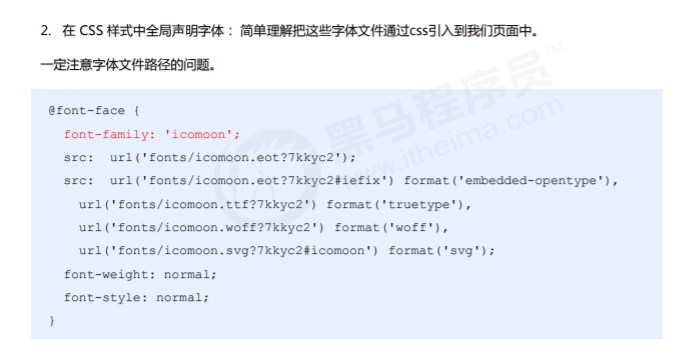 2. 在 CSS 样式中全局声明字体： 简单理解把这些字体文件通过css引入到我们页面中。
一定注意字体文件路径的问题。
@font-face {
font-family: 'icomoon';
src: url('fonts/icomoon.eot?7kkyc2');
src: url('fonts/icomoon.eot?7kkyc2#iefix') format('embedded-opentype'),
url('fonts/icomoon.ttf?7kkyc2') format('truetype'),
url('fonts/icomoon.woff?7kkyc2') format('woff'),
url('fonts/icomoon.svg?7kkyc2#icomoon') format('svg');
font-weight: normal;
font-style: normal;
}
黑马程序员™
www.itheima.com